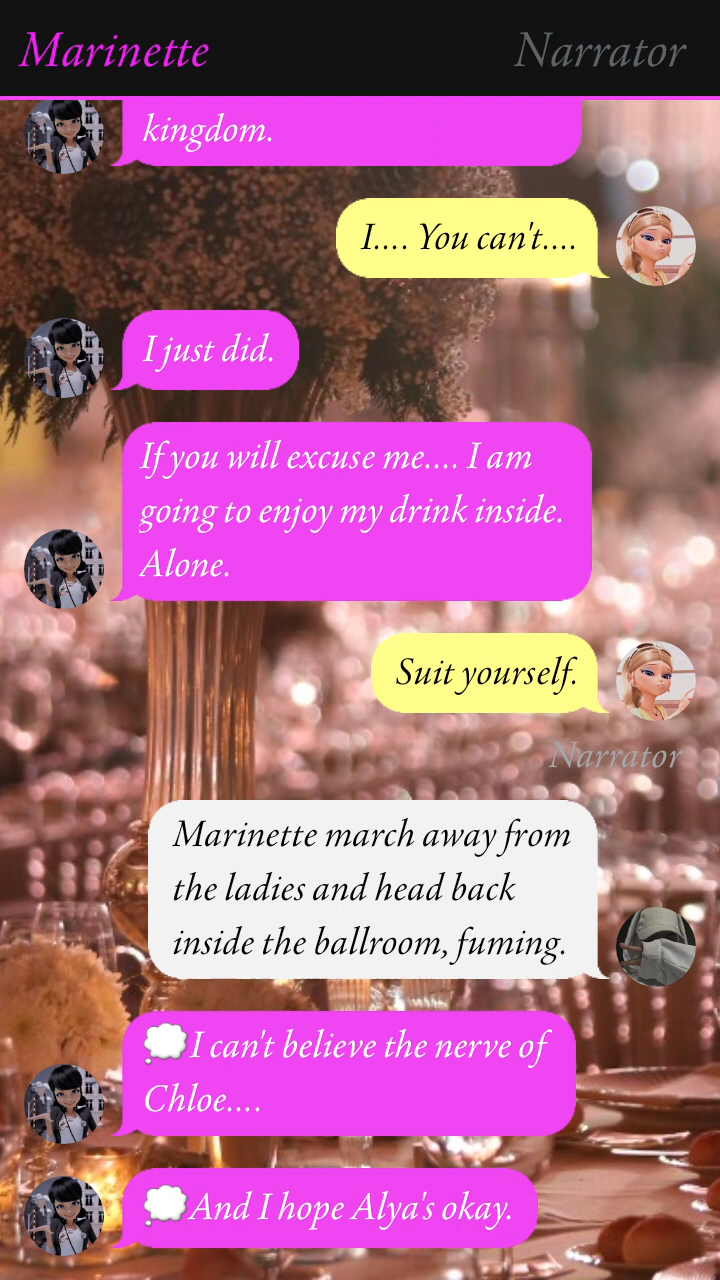 Marinette
Narrator
kingdom.
I.... You can't....
I just did.
If you will excuse me.... I am
going to enjoy my drink inside.
Alone.
Suit yourself.
Narrator
Marinette march away from
the ladies and head back
inside the ballroom, fuming.
💭I can't believe the nerve of
Chloe....
💭And I hope Alya's okay.